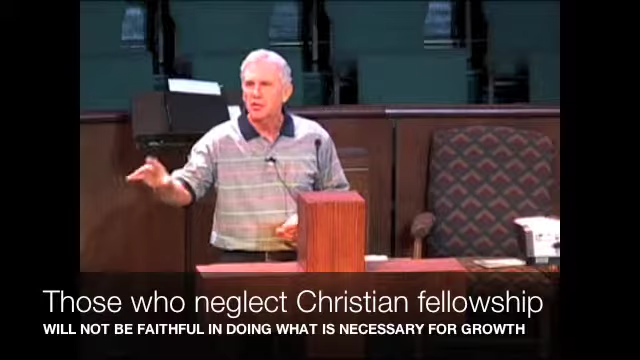 Those who neglect Christian fellowship
WILL NOT BE FAITHFUL IN DOING WHAT IS NECESSARY FOR GROWTH